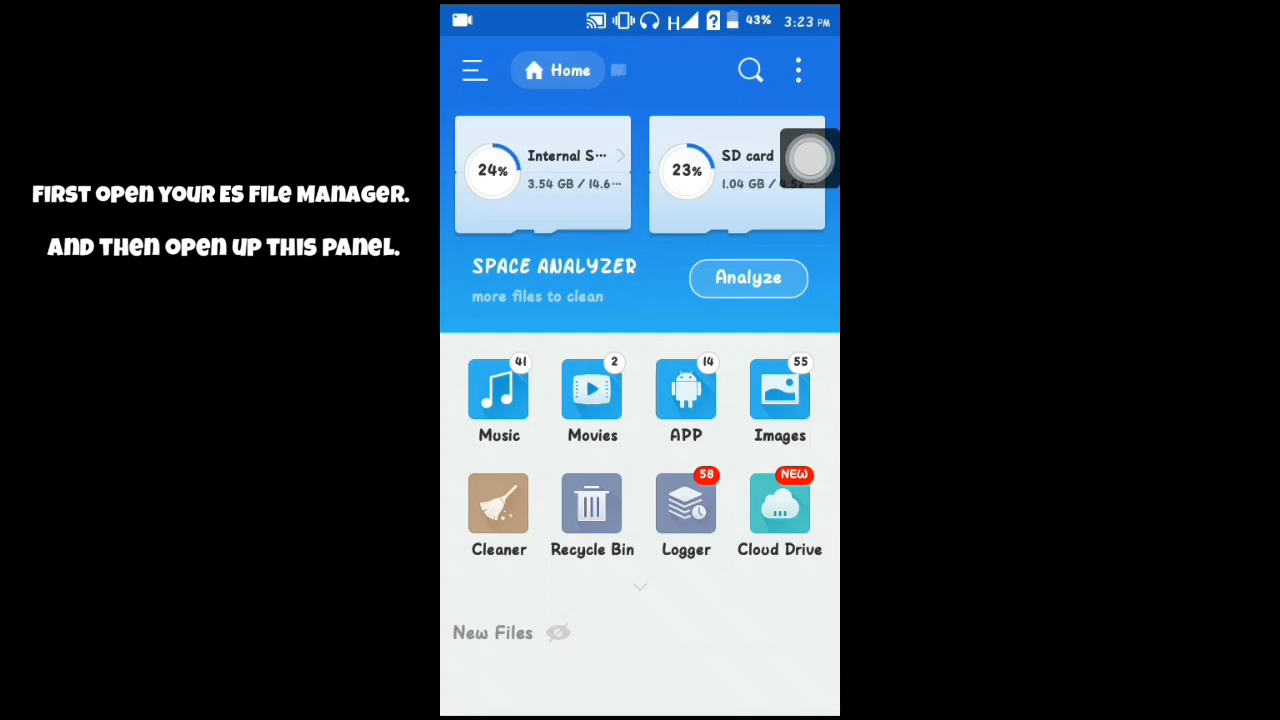 43% 3:23 PM
Home
First open your ES File Manager.
And then open up this panel.
24% Internal S...
3.54 GB / 14.6...
23% SD card
1.04 GB /
SPACE ANALYZER
more files to clean
Analyze
41 2 14 55
Music Movies APP Images
58 NEW
Cleaner Recycle Bin Logger Cloud Drive
New Files